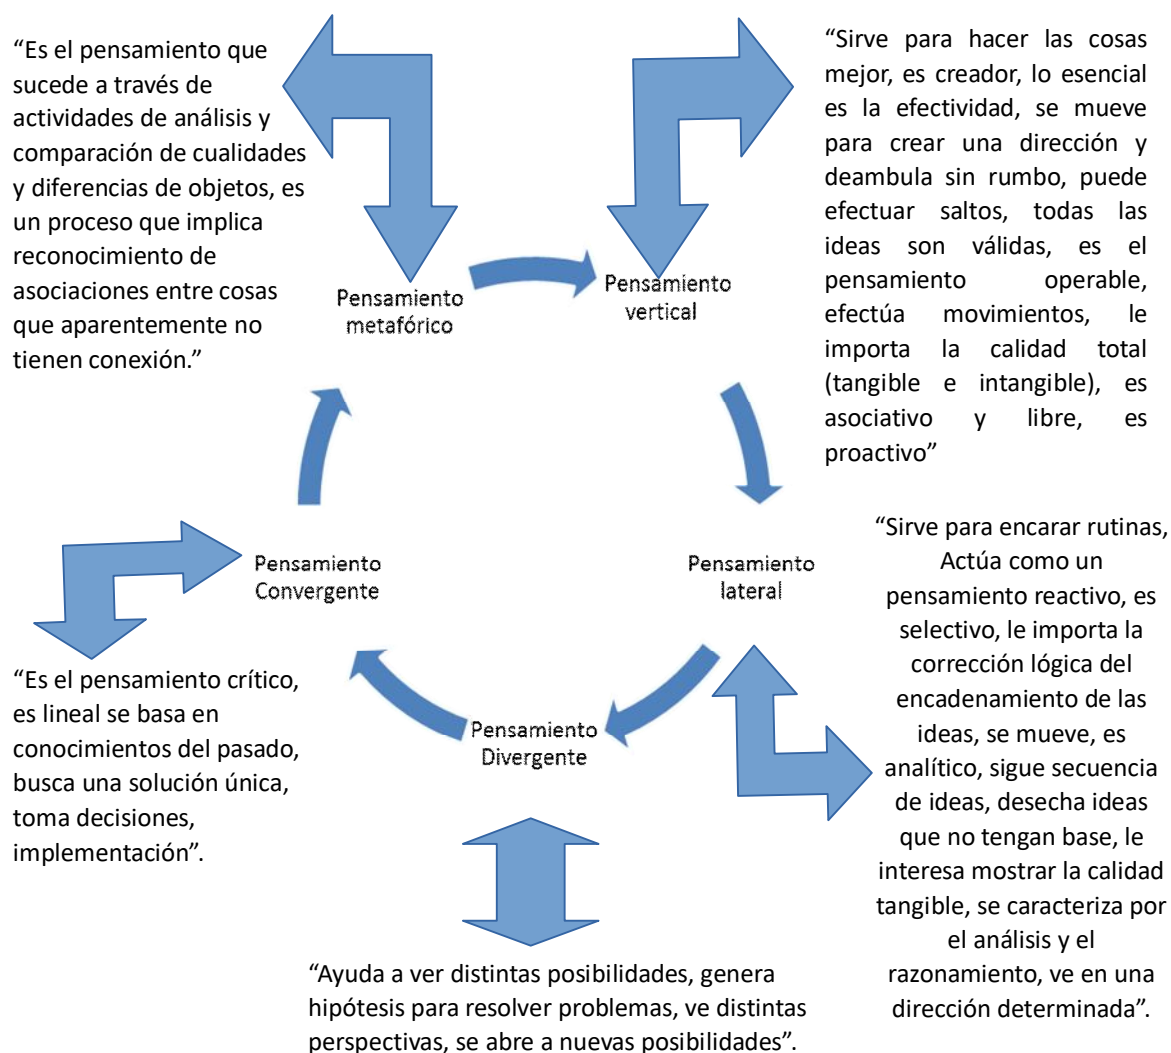 “Es el pensamiento que
sucede a través de
actividades de análisis y
comparación de cualidades
y diferencias de objetos, es
un proceso que implica
reconocimiento de
asociaciones entre cosas
que aparentemente no
tienen conexión.”
“Sirve para hacer las cosas
mejor, es creador, lo esencial
es la efectividad, se mueve
para crear una dirección y
deambula sin rumbo, puede
efectuar saltos, todas las
ideas son válidas, es el
pensamiento operable,
efectúa movimientos, le
importa la calidad total
(tangible e intangible), es
asociativo y libre, es
proactivo”
Pensamiento
metafórico
Pensamiento
vertical
Pensamiento
Convergente
Pensamiento
lateral
“Sirve para encarar rutinas,
Actúa como un
pensamiento reactivo, es
selectivo, le importa la
corrección lógica del
encadenamiento de las
ideas, se mueve, es
analítico, sigue secuencia
de ideas, desecha ideas
que no tengan base, le
interesa mostrar la calidad
tangible, se caracteriza por
el análisis y el
razonamiento, ve en una
dirección determinada”.
“Es el pensamiento crítico,
es lineal se basa en
conocimientos del pasado,
busca una solución única,
toma decisiones,
implementación”.
Pensamiento
Divergente
“Ayuda a ver distintas posibilidades, genera
hipótesis para resolver problemas, ve distintas
perspectivas, se abre a nuevas posibilidades”.